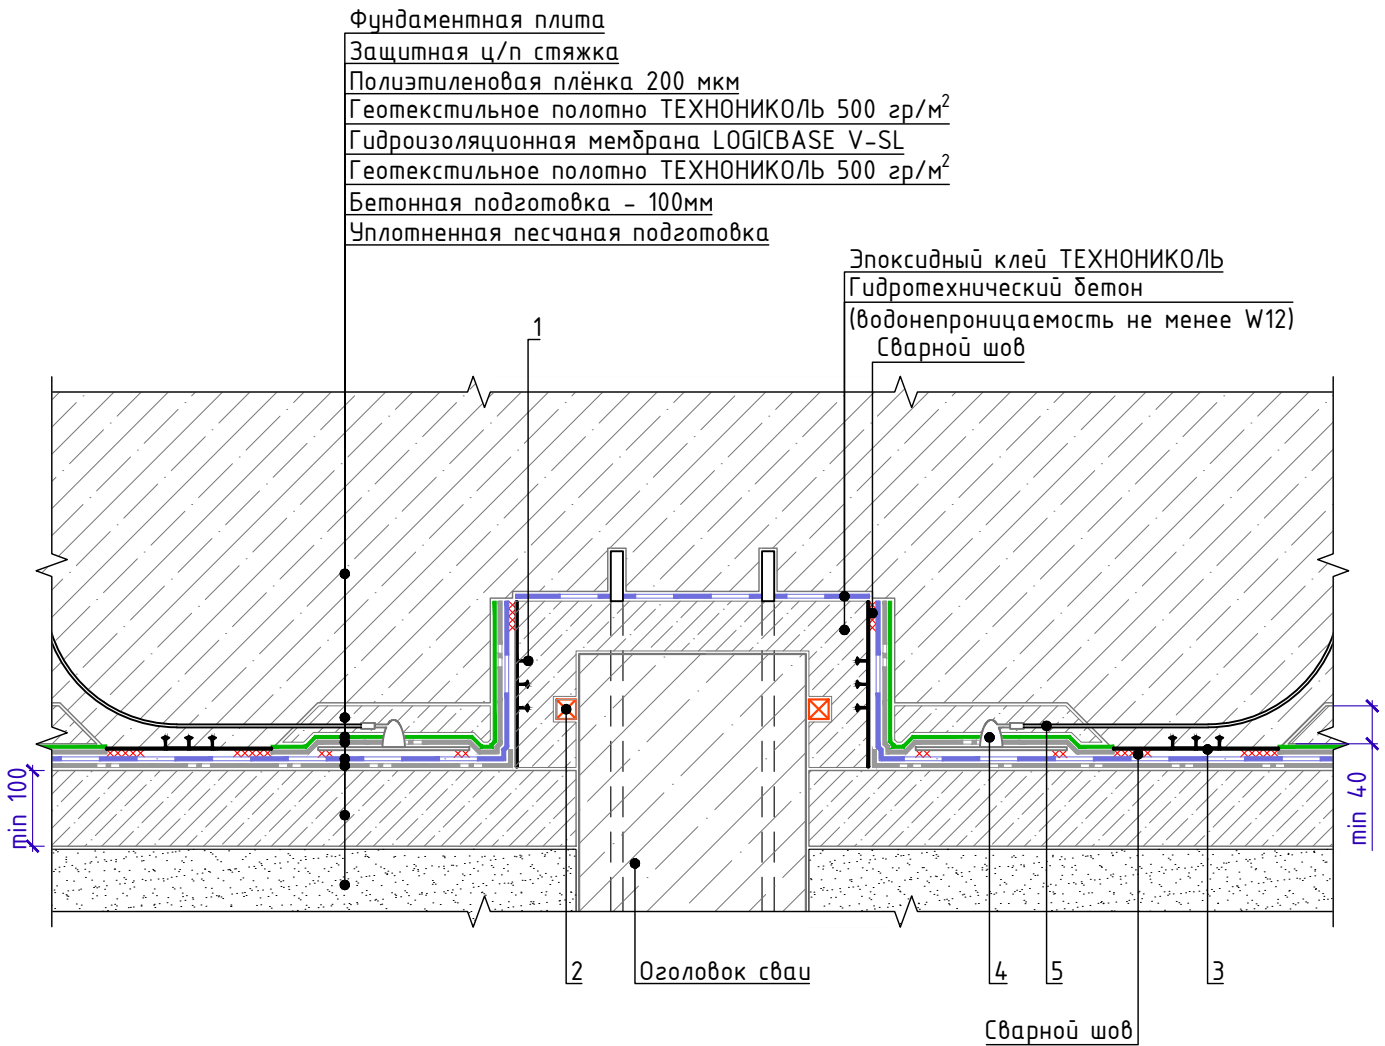 Фундаментная плита
Защитная ц/п стяжка
Полиэтиленовая плёнка 200 мкм
Геотекстильное полотно ТЕХНОНИКОЛЬ 500 гр/м²
Гидроизоляционная мембрана LOGICBASE V-SL
Геотекстильное полотно ТЕХНОНИКОЛЬ 500 гр/м²
Бетонная подготовка - 100мм
Уплотненная песчаная подготовка
Эпоксидный клей ТЕХНОНИКОЛЬ
Гидротехнический бетон
(водонепроницаемость не менее W12)
Сварной шов
1
min 100
min 40
2
Оголовок сваи
4
5
3
Сварной шов